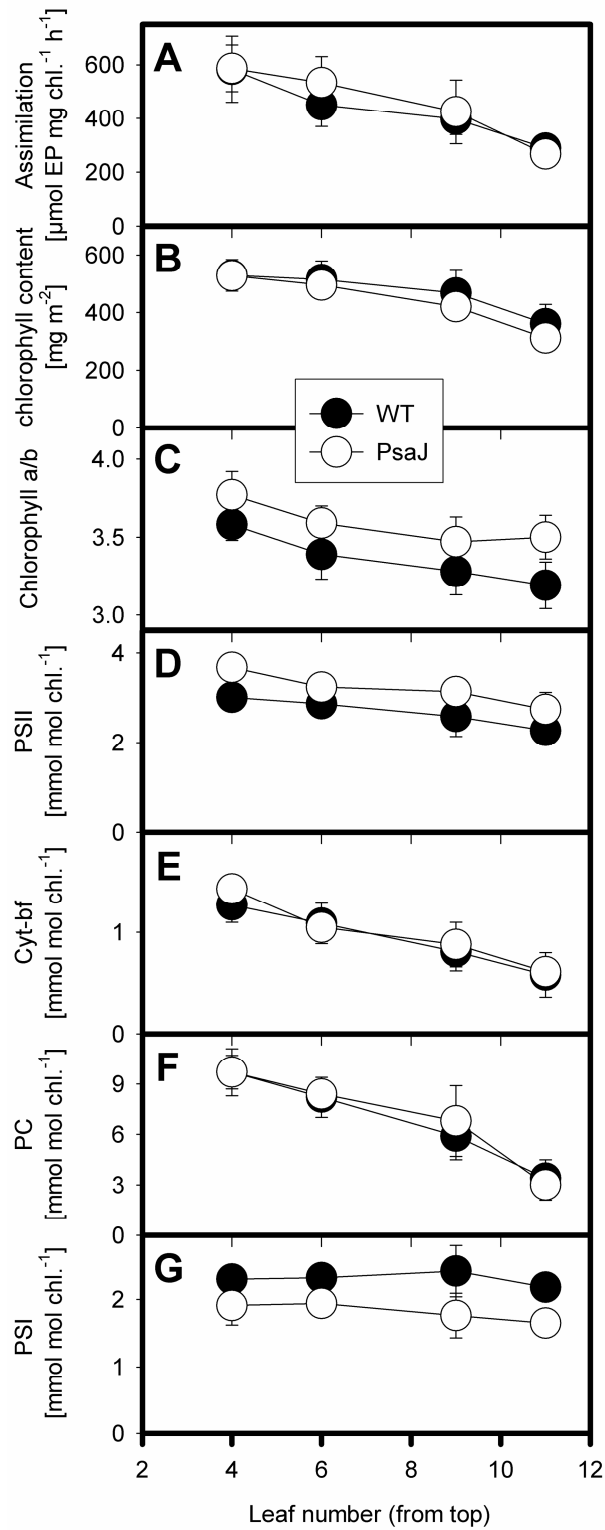 A
Assimilation
[µmol EP mg chl.⁻¹ h⁻¹]
600
400
200
0
B
chlorophyll content
[mg m⁻²]
600
400
200
0
WT
PsaJ
C
Chlorophyll a/b
4.0
3.5
3.0
D
PSII
[mmol mol chl.⁻¹]
4
2
0
E
Cyt-bf
[mmol mol chl.⁻¹]
1
0
F
PC
[mmol mol chl.⁻¹]
9
6
3
0
G
PSI
[mmol mol chl.⁻¹]
2
1
0
2 4 6 8 10 12
Leaf number (from top)